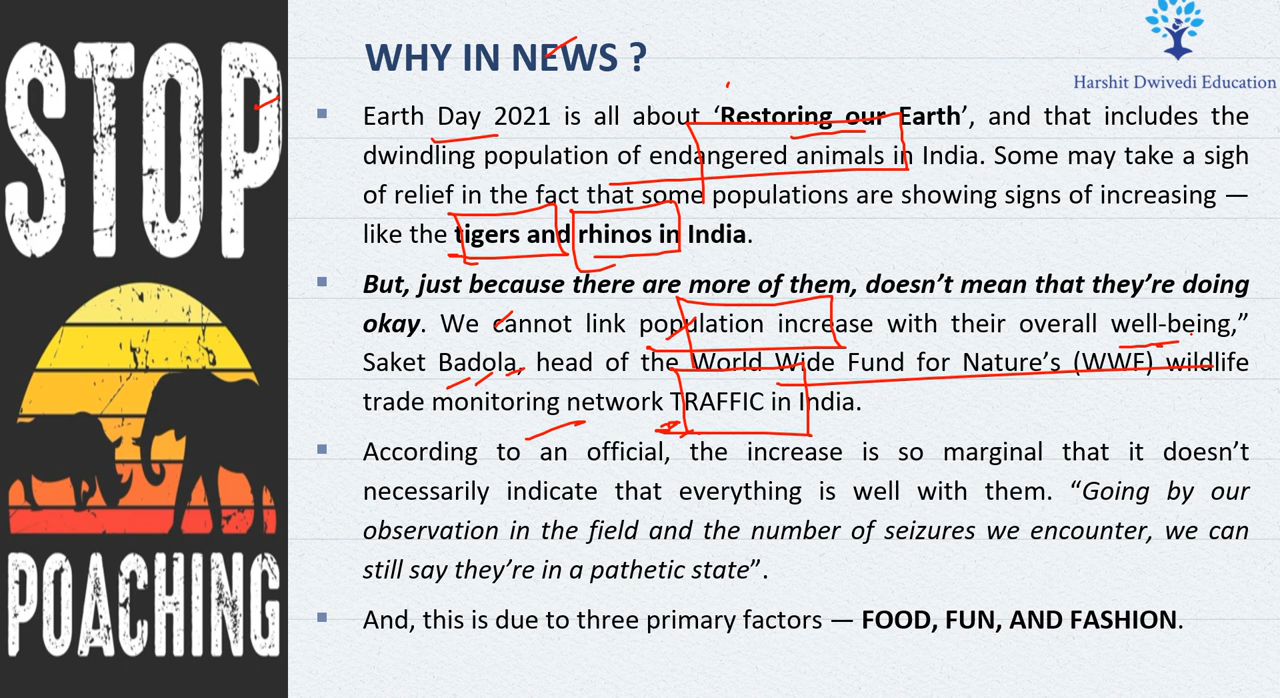 STOP
POACHING
Harshit Dwivedi Education
WHY IN NEWS ?
Earth Day 2021 is all about ‘Restoring our Earth’, and that includes the
dwindling population of endangered animals in India. Some may take a sigh
of relief in the fact that some populations are showing signs of increasing —
like the tigers and rhinos in India.
But, just because there are more of them, doesn’t mean that they’re doing
okay. We cannot link population increase with their overall well-being,”
Saket Badola, head of the World Wide Fund for Nature’s (WWF) wildlife
trade monitoring network TRAFFIC in India.
According to an official, the increase is so marginal that it doesn’t
necessarily indicate that everything is well with them. “Going by our
observation in the field and the number of seizures we encounter, we can
still say they’re in a pathetic state”.
And, this is due to three primary factors — FOOD, FUN, AND FASHION.